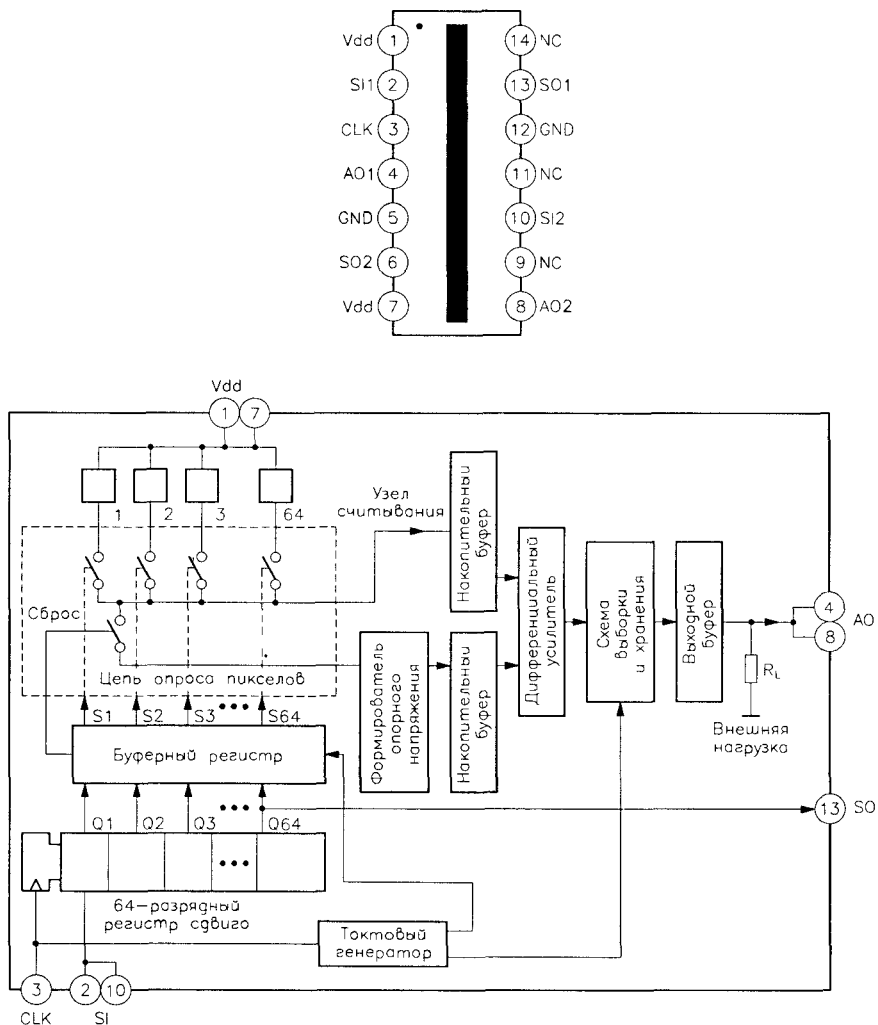 Vdd 1
14 NC
SI1 2
13 SO1
CLK 3
12 GND
AO1 4
11 NC
GND 5
10 SI2
SO2 6
9 NC
Vdd 7
8 AO2
Vdd
1 7
1 2 3 64
Узел
считывания
Накопительный
буфер
Сброс
Цепь опроса пикселов
Формирователь
опорного
напряжения
Накопительный
буфер
Дифференциальный
усилитель
Схема
выборки
и хранения
Выходной
буфер
4
8
AO
RL
Внешняя
нагрузка
S1 S2 S3 S64
Буферный регистр
13 SO
Q1 Q2 Q3 Q64
64-разрядный
регистр сдвига
Токтовый
генератор
3 2 10
CLK SI